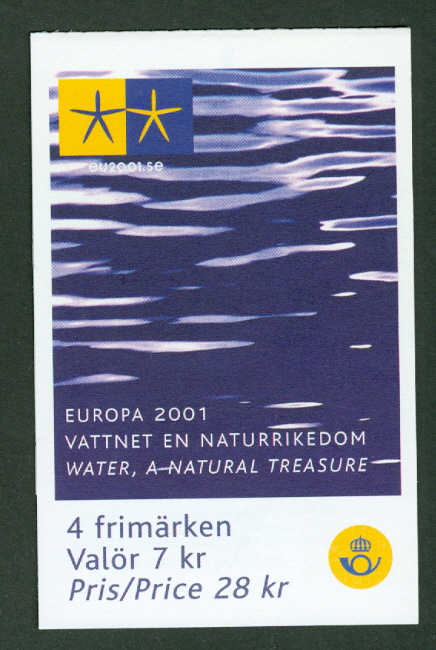 eu2001.se
EUROPA 2001
VATTNET EN NATURRIKEDOM
WATER, A NATURAL TREASURE
4 frimärken
Valör 7 kr
Pris/Price 28 kr